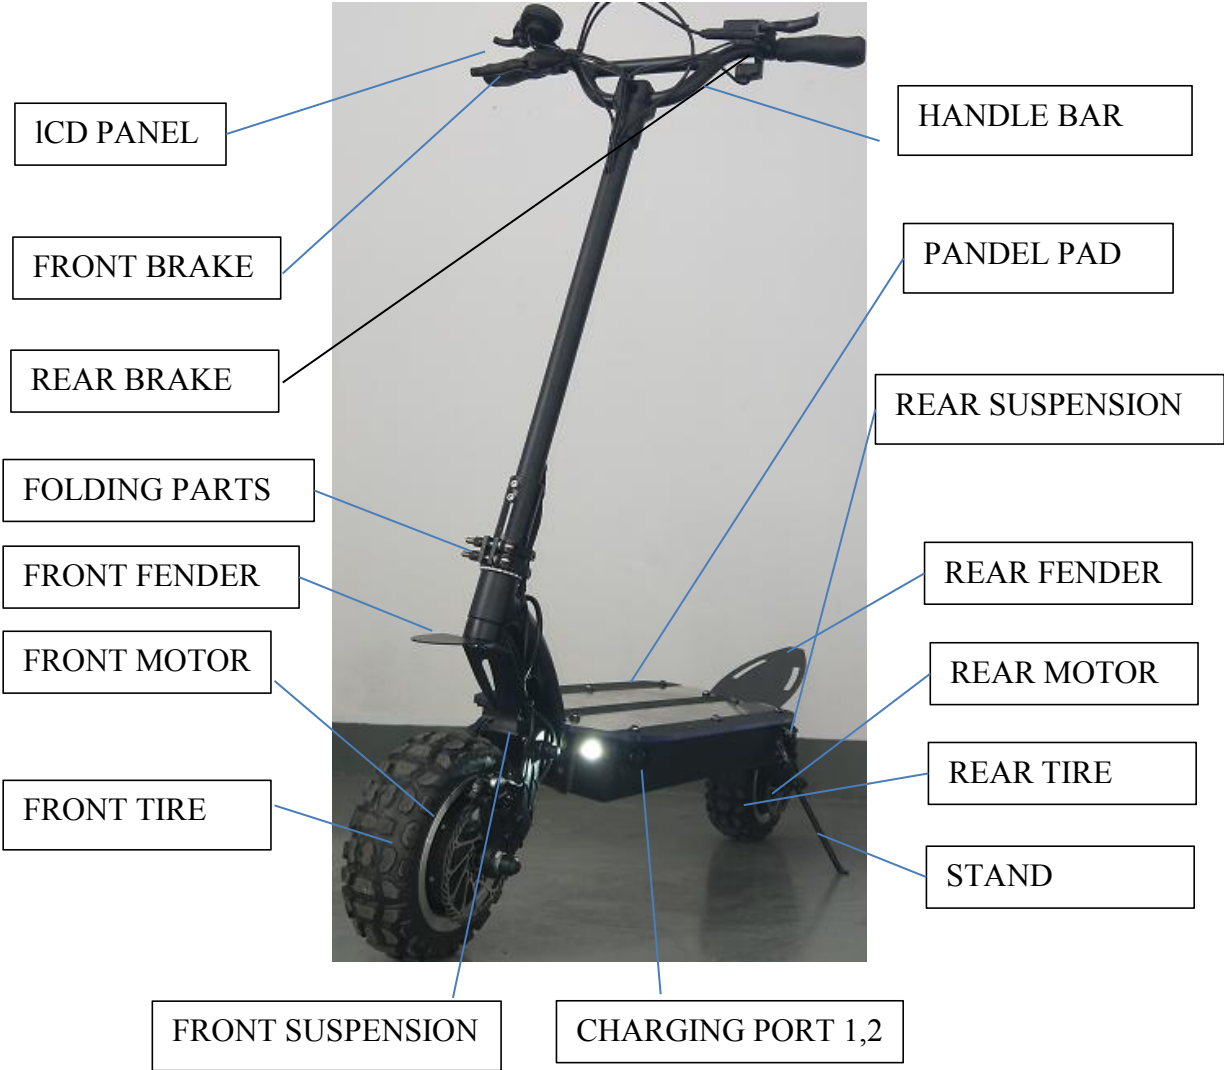 lCD PANEL
HANDLE BAR
FRONT BRAKE
PANDEL PAD
REAR BRAKE
REAR SUSPENSION
FOLDING PARTS
FRONT FENDER
REAR FENDER
FRONT MOTOR
REAR MOTOR
FRONT TIRE
REAR TIRE
STAND
FRONT SUSPENSION
CHARGING PORT 1,2